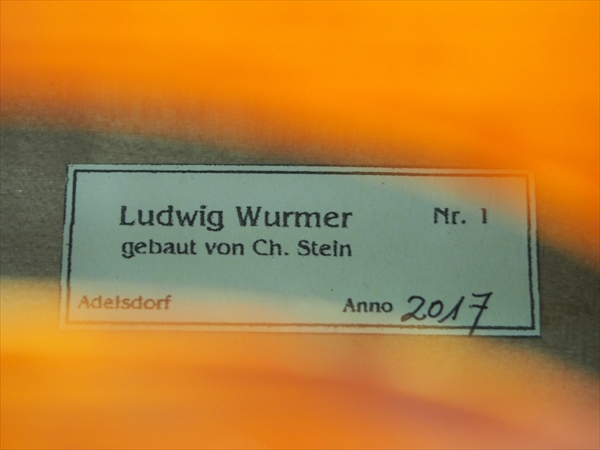 Ludwig Wurmer Nr. 1
gebaut von Ch. Stein
Adelsdorf Anno 2017